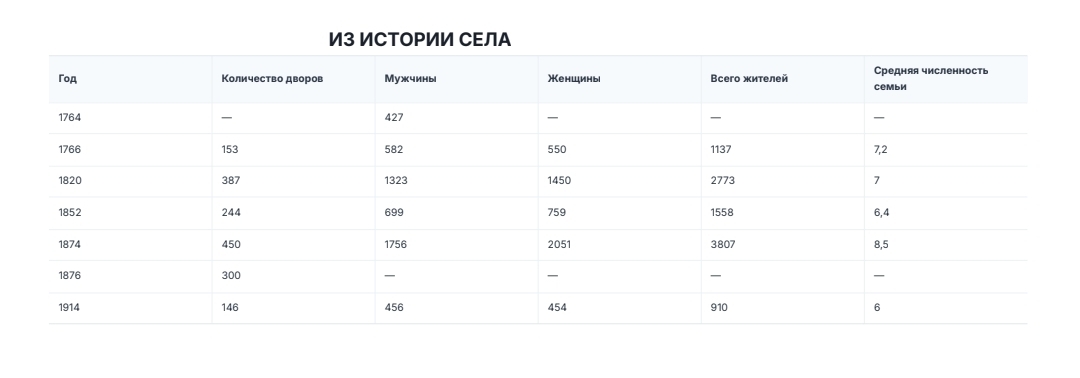 ИЗ ИСТОРИИ СЕЛА
Год Количество дворов Мужчины Женщины Всего жителей Средняя численность семьи
1764 — 427 — — —
1766 153 582 550 1137 7,2
1820 387 1323 1450 2773 7
1852 244 699 759 1558 6,4
1874 450 1756 2051 3807 8,5
1876 300 — — — —
1914 146 456 454 910 6